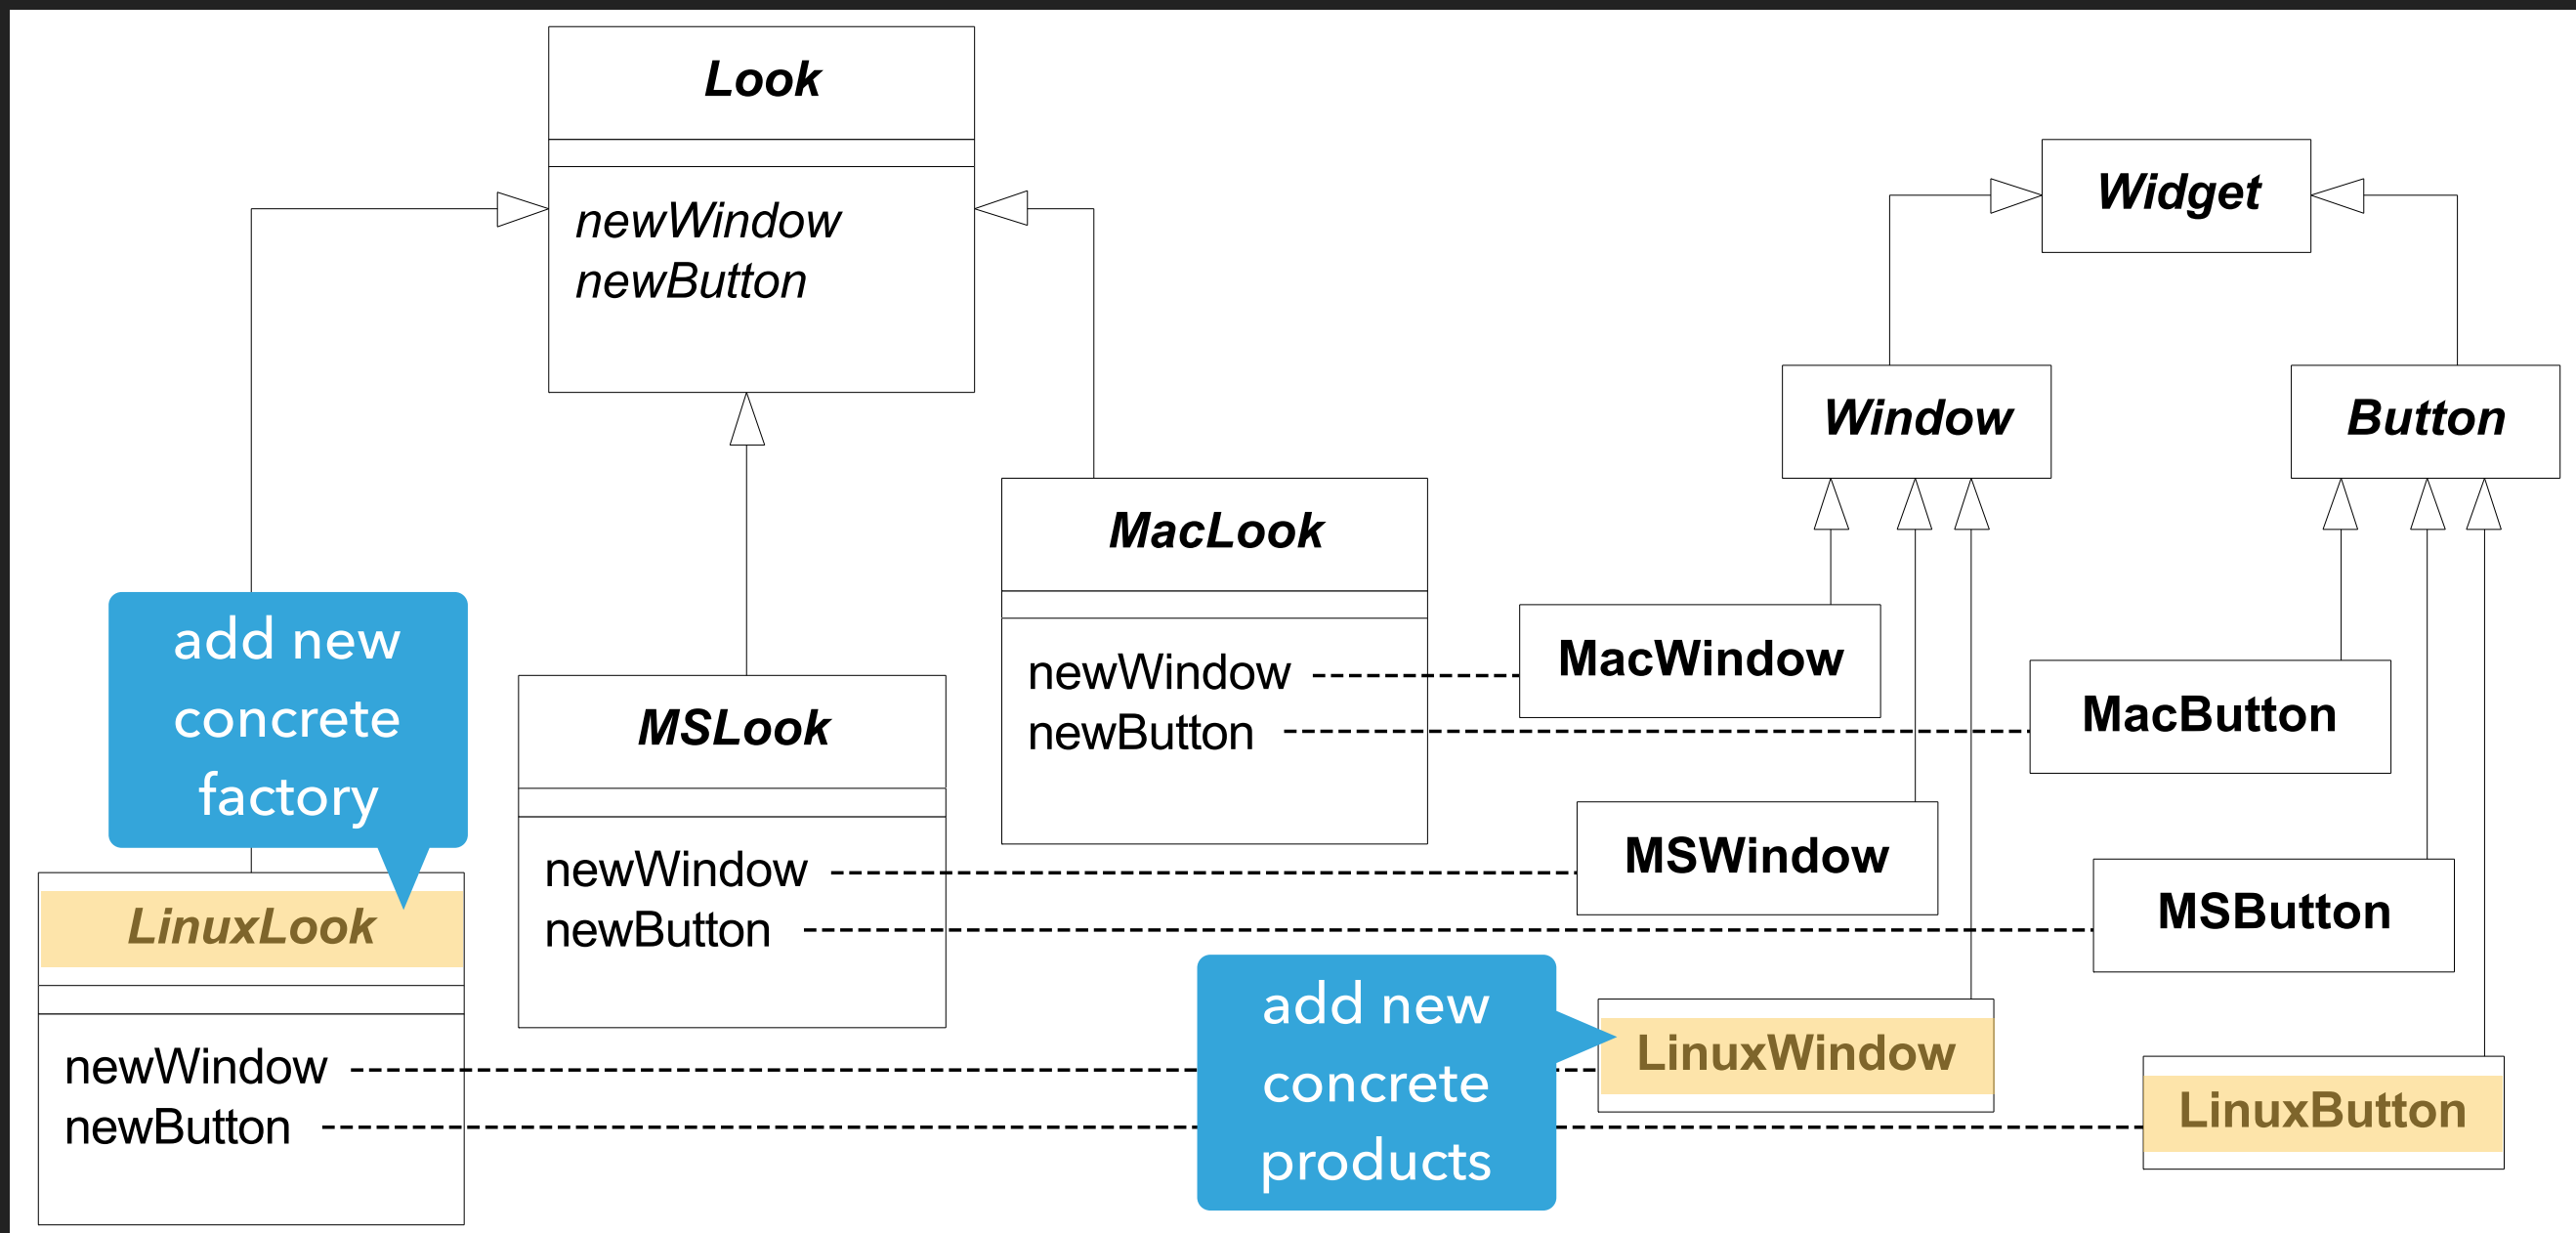 Look
newWindow
newButton
Widget
Window
Button
MacLook
newWindow
newButton
MacWindow
MacButton
add new
concrete
factory
MSLook
newWindow
newButton
MSWindow
MSButton
LinuxLook
newWindow
newButton
add new
concrete
products
LinuxWindow
LinuxButton